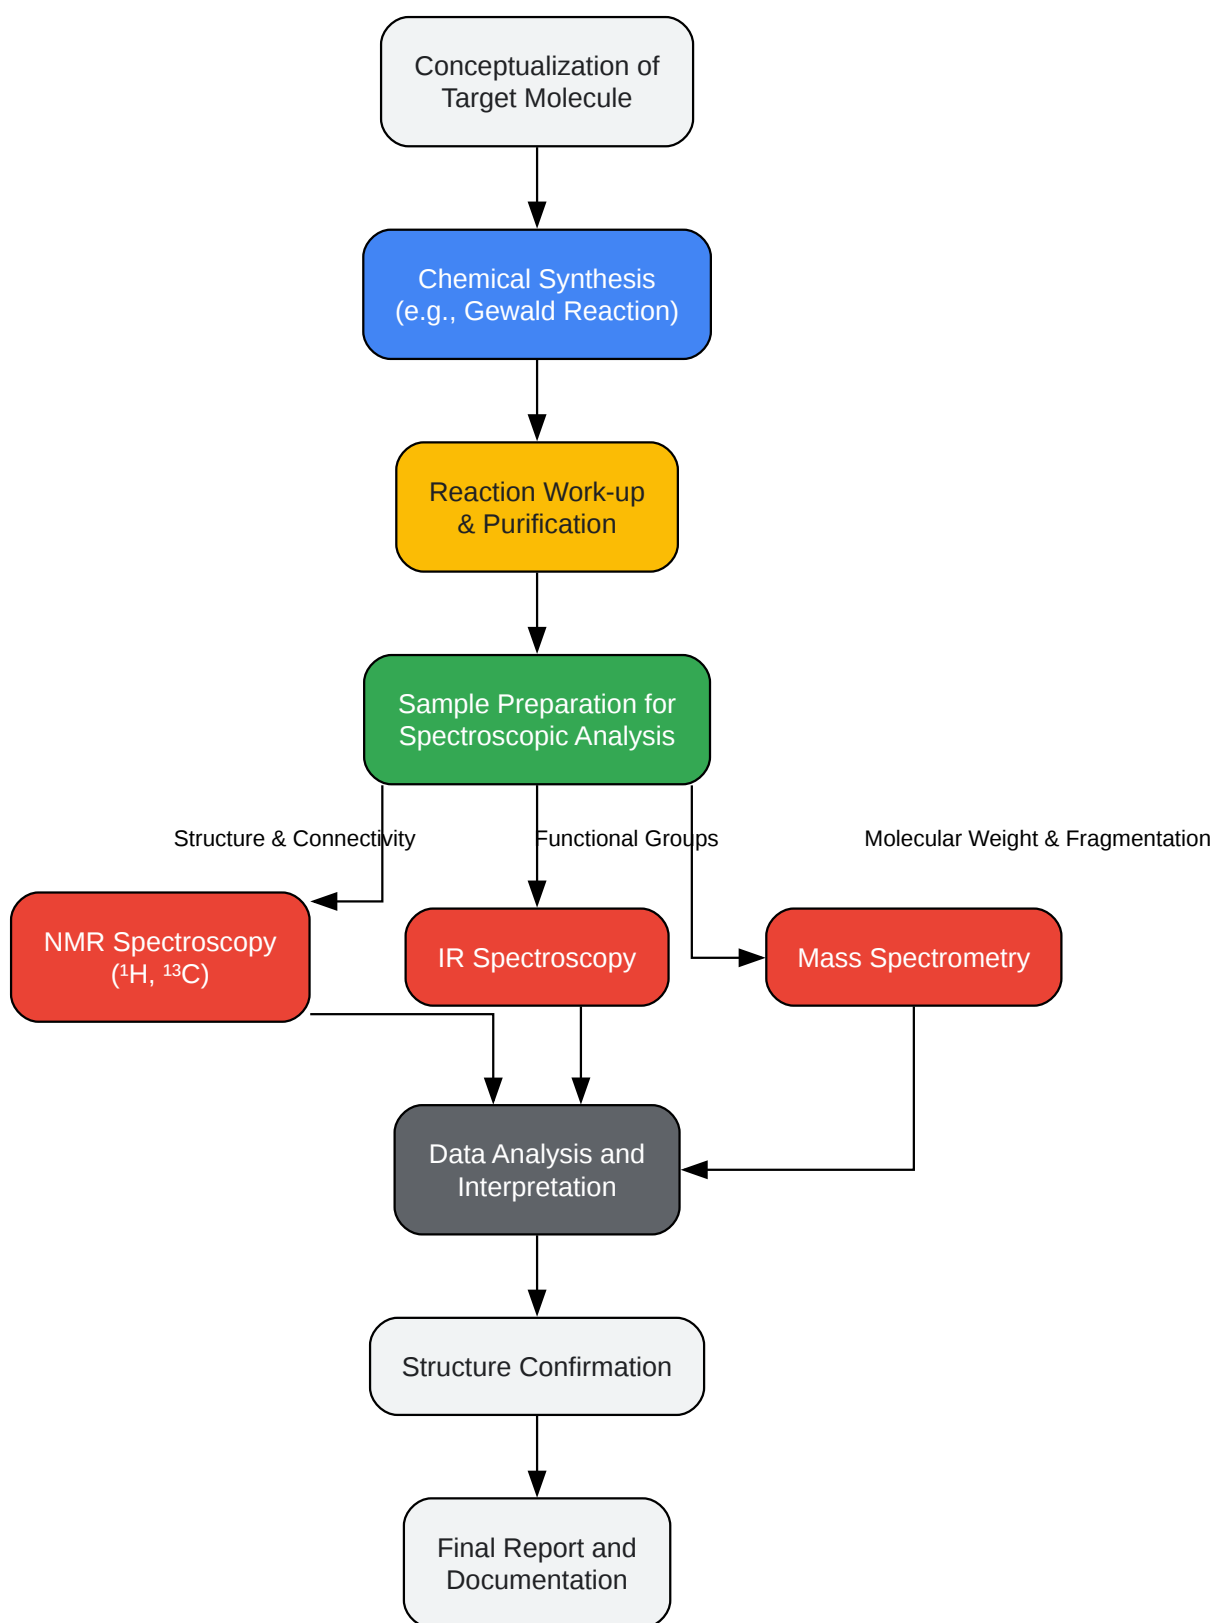 Conceptualization of
Target Molecule
Chemical Synthesis
(e.g., Gewald Reaction)
Reaction Work-up
& Purification
Sample Preparation for
Spectroscopic Analysis
Structure & Connectivity
Functional Groups
Molecular Weight & Fragmentation
NMR Spectroscopy
(¹H, ¹³C)
IR Spectroscopy
Mass Spectrometry
Data Analysis and
Interpretation
Structure Confirmation
Final Report and
Documentation